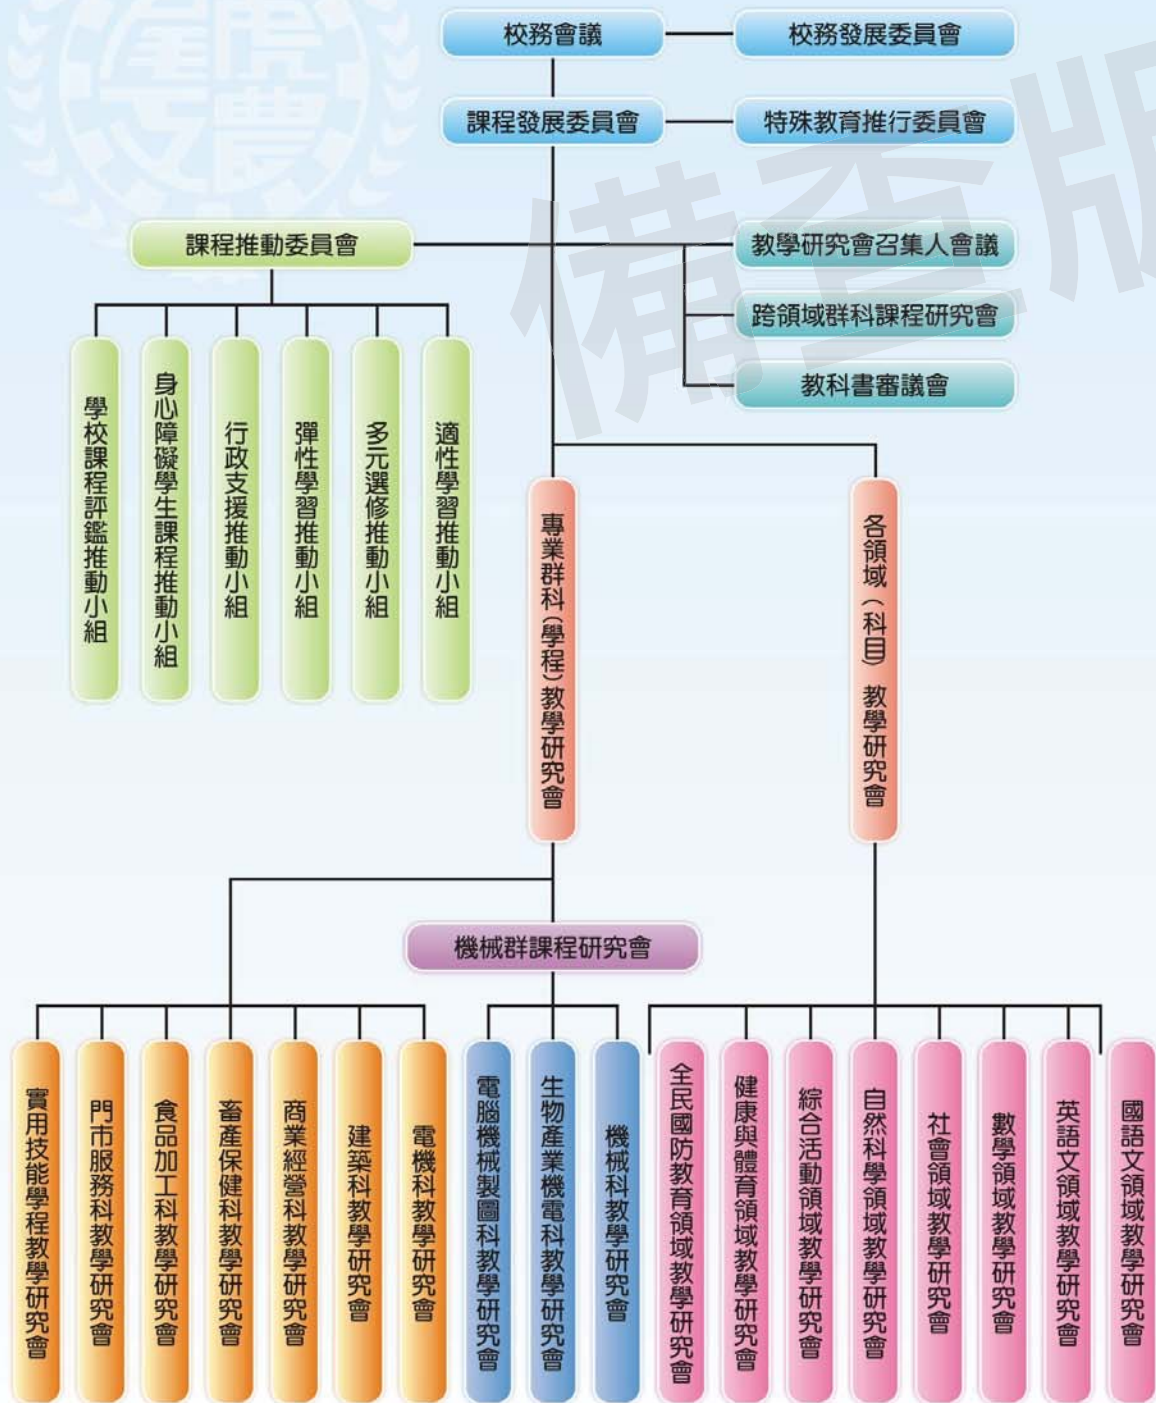 校務會議
校務發展委員會
課程發展委員會
特殊教育推行委員會
課程推動委員會
教學研究會召集人會議
跨領域群科課程研究會
教科書審議會
學校課程評鑑推動小組
身心障礙學生課程推動小組
行政支援推動小組
彈性學習推動小組
多元選修推動小組
適性學習推動小組
專業群科(學程)教學研究會
各領域(科目)教學研究會
機械群課程研究會
實用技能學程教學研究會
門市服務科教學研究會
食品加工科教學研究會
畜產保健科教學研究會
商業經營科教學研究會
建築科教學研究會
電機科教學研究會
電腦機械製圖科教學研究會
生物產業機電科教學研究會
機械科教學研究會
全民國防教育領域教學研究會
健康與體育領域教學研究會
綜合活動領域教學研究會
自然科學領域教學研究會
社會領域教學研究會
數學領域教學研究會
英語文領域教學研究會
國語文領域教學研究會
備查版